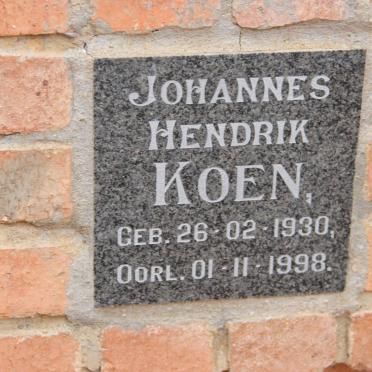 JOHANNES
HENDRIK
KOEN,
GEB. 26-02-1930,
OORL. 01-11-1998.